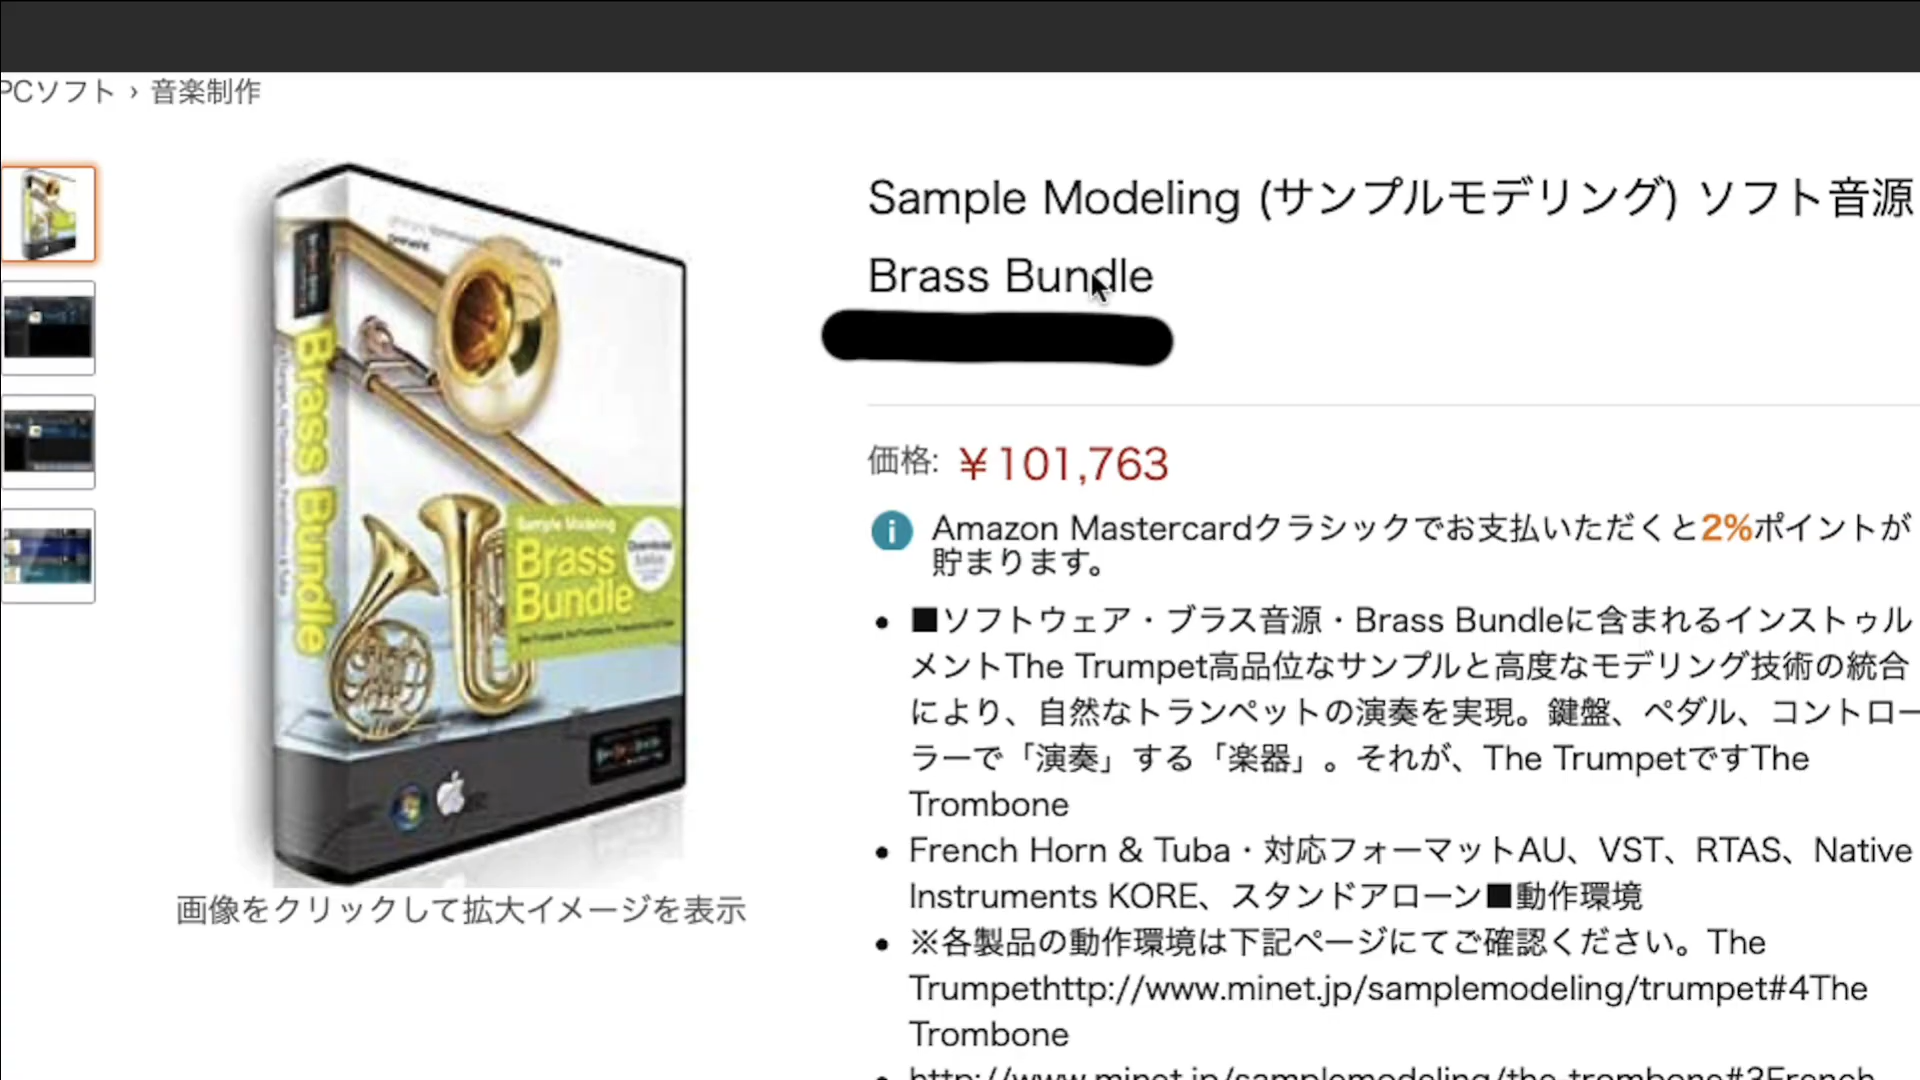 PCソフト › 音楽制作
Sample Modeling (サンプルモデリング) ソフト音源
Brass Bundle
価格: ￥101,763
Amazon Mastercardクラシックでお支払いただくと2%ポイントが
貯まります。
■ソフトウェア・ブラス音源・Brass Bundleに含まれるインストゥル
メントThe Trumpet高品位なサンプルと高度なモデリング技術の統合
により、自然なトランペットの演奏を実現。鍵盤、ペダル、コントロー
ラーで「演奏」する「楽器」。それが、The TrumpetですThe
Trombone
French Horn & Tuba・対応フォーマットAU、VST、RTAS、Native
Instruments KORE、スタンドアローン■動作環境
※各製品の動作環境は下記ページにてご確認ください。The
Trumpethttp://www.minet.jp/samplemodeling/trumpet#4The
Trombone
http://www.minet.jp/samplemodeling/the-trombone#3French
Brass Bundle
Sample Modeling
Brass
Bundle
画像をクリックして拡大イメージを表示